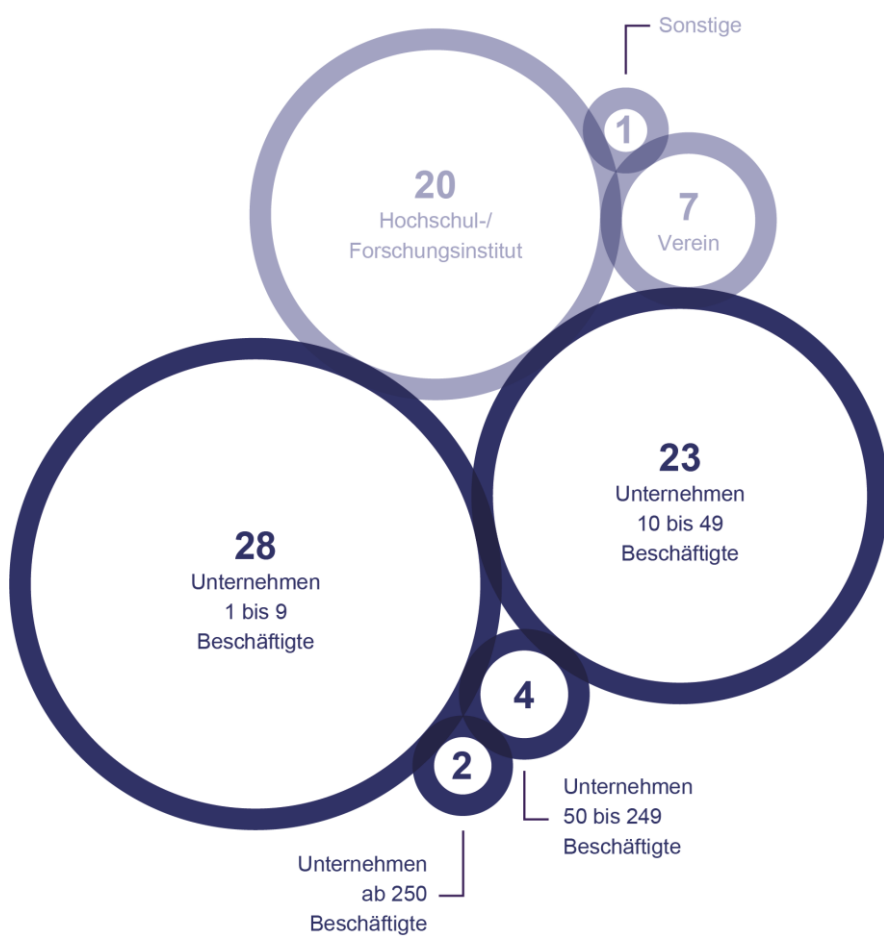 Sonstige
1
20
Hochschul-/
Forschungsinstitut
7
Verein
23
Unternehmen
10 bis 49
Beschäftigte
28
Unternehmen
1 bis 9
Beschäftigte
4
2
Unternehmen
50 bis 249
Beschäftigte
Unternehmen
ab 250
Beschäftigte